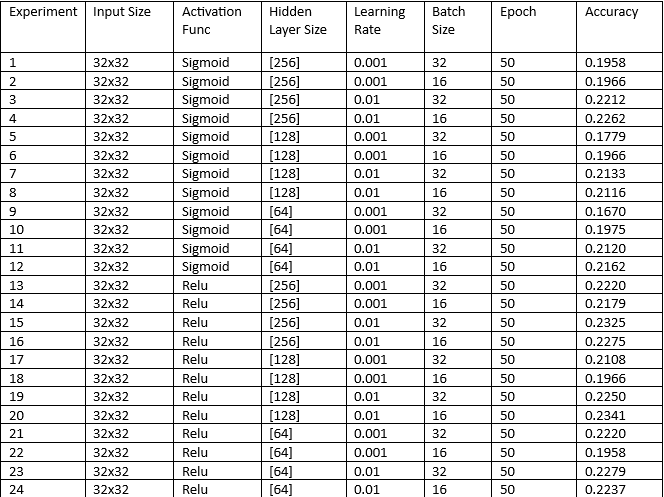 Experiment Input Size Activation Func Hidden Layer Size Learning Rate Batch Size Epoch Accuracy
1 32x32 Sigmoid [256] 0.001 32 50 0.1958
2 32x32 Sigmoid [256] 0.001 16 50 0.1966
3 32x32 Sigmoid [256] 0.01 32 50 0.2212
4 32x32 Sigmoid [256] 0.01 16 50 0.2262
5 32x32 Sigmoid [128] 0.001 32 50 0.1779
6 32x32 Sigmoid [128] 0.001 16 50 0.1966
7 32x32 Sigmoid [128] 0.01 32 50 0.2133
8 32x32 Sigmoid [128] 0.01 16 50 0.2116
9 32x32 Sigmoid [64] 0.001 32 50 0.1670
10 32x32 Sigmoid [64] 0.001 16 50 0.1975
11 32x32 Sigmoid [64] 0.01 32 50 0.2120
12 32x32 Sigmoid [64] 0.01 16 50 0.2162
13 32x32 Relu [256] 0.001 32 50 0.2220
14 32x32 Relu [256] 0.001 16 50 0.2179
15 32x32 Relu [256] 0.01 32 50 0.2325
16 32x32 Relu [256] 0.01 16 50 0.2275
17 32x32 Relu [128] 0.001 32 50 0.2108
18 32x32 Relu [128] 0.001 16 50 0.1966
19 32x32 Relu [128] 0.01 32 50 0.2250
20 32x32 Relu [128] 0.01 16 50 0.2341
21 32x32 Relu [64] 0.001 32 50 0.2220
22 32x32 Relu [64] 0.001 16 50 0.1958
23 32x32 Relu [64] 0.01 32 50 0.2279
24 32x32 Relu [64] 0.01 16 50 0.2237